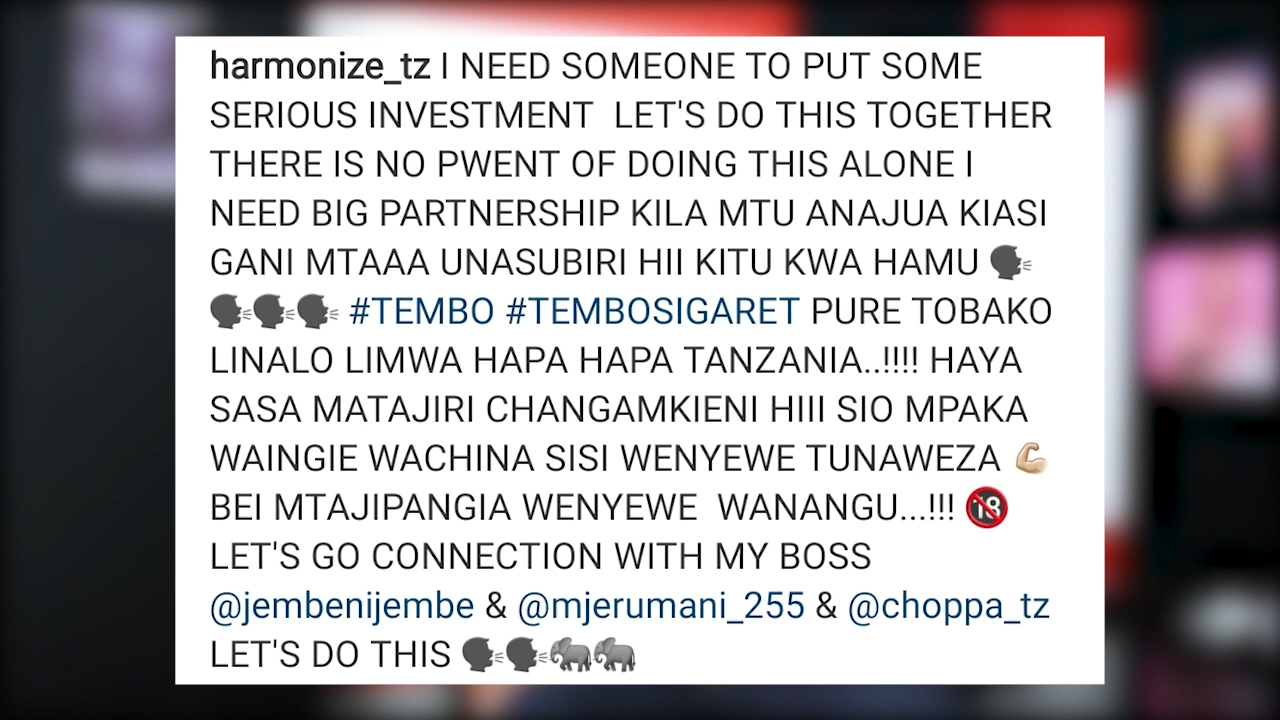 harmonize_tz I NEED SOMEONE TO PUT SOME
SERIOUS INVESTMENT  LET'S DO THIS TOGETHER
THERE IS NO PWENT OF DOING THIS ALONE I
NEED BIG PARTNERSHIP KILA MTU ANAJUA KIASI
GANI MTAAA UNASUBIRI HII KITU KWA HAMU 🗣
🗣🗣🗣 #TEMBO #TEMBOSIGARET PURE TOBAKO
LINALO LIMWA HAPA HAPA TANZANIA..!!!! HAYA
SASA MATAJIRI CHANGAMKIENI HIII SIO MPAKA
WAINGIE WACHINA SISI WENYEWE TUNAWEZA 💪🏼
BEI MTAJIPANGIA WENYEWE  WANANGU...!!! 🔞
LET'S GO CONNECTION WITH MY BOSS
@jembenijembe & @mjerumani_255 & @choppa_tz
LET'S DO THIS 🗣🗣🐘🐘